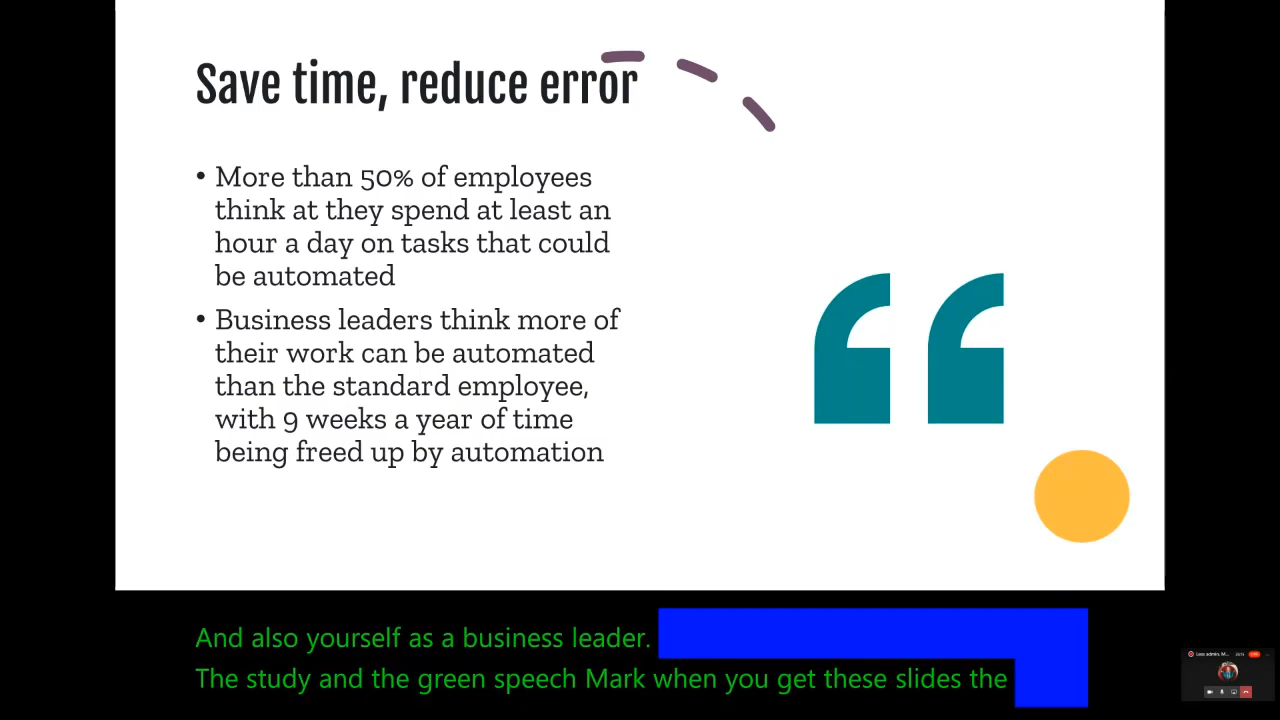 Save time, reduce error
• More than 50% of employees
think at they spend at least an
hour a day on tasks that could
be automated
• Business leaders think more of
their work can be automated
than the standard employee,
with 9 weeks a year of time
being freed up by automation
And also yourself as a business leader.
The study and the green speech Mark when you get these slides the